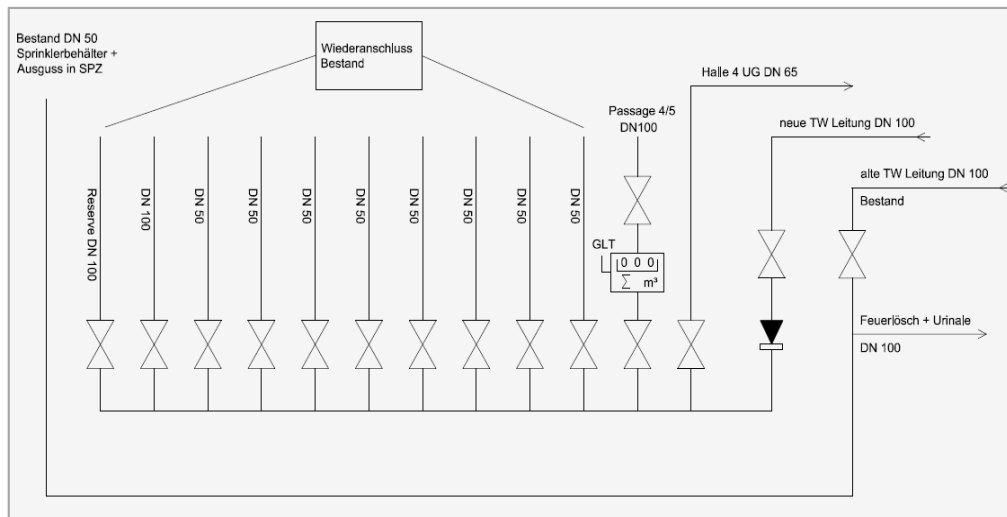 Bestand DN 50
Sprinklerbehälter +
Ausguss in SPZ
Wiederanschluss
Bestand
Halle 4 UG DN 65
Passage 4/5
DN100
neue TW Leitung DN 100
alte TW Leitung DN 100
Bestand
Reserve DN 100
DN 100
DN 50
DN 50
DN 50
DN 50
DN 50
DN 50
DN 50
DN 50
GLT
0 0 0
∑ m³
Feuerlösch + Urinale
DN 100